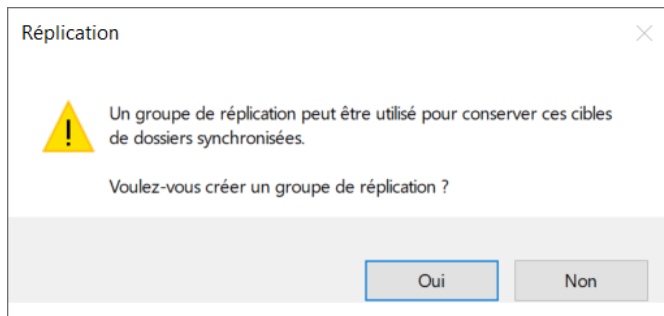 Réplication
Un groupe de réplication peut être utilisé pour conserver ces cibles
de dossiers synchronisées.
Voulez-vous créer un groupe de réplication ?
Oui
Non